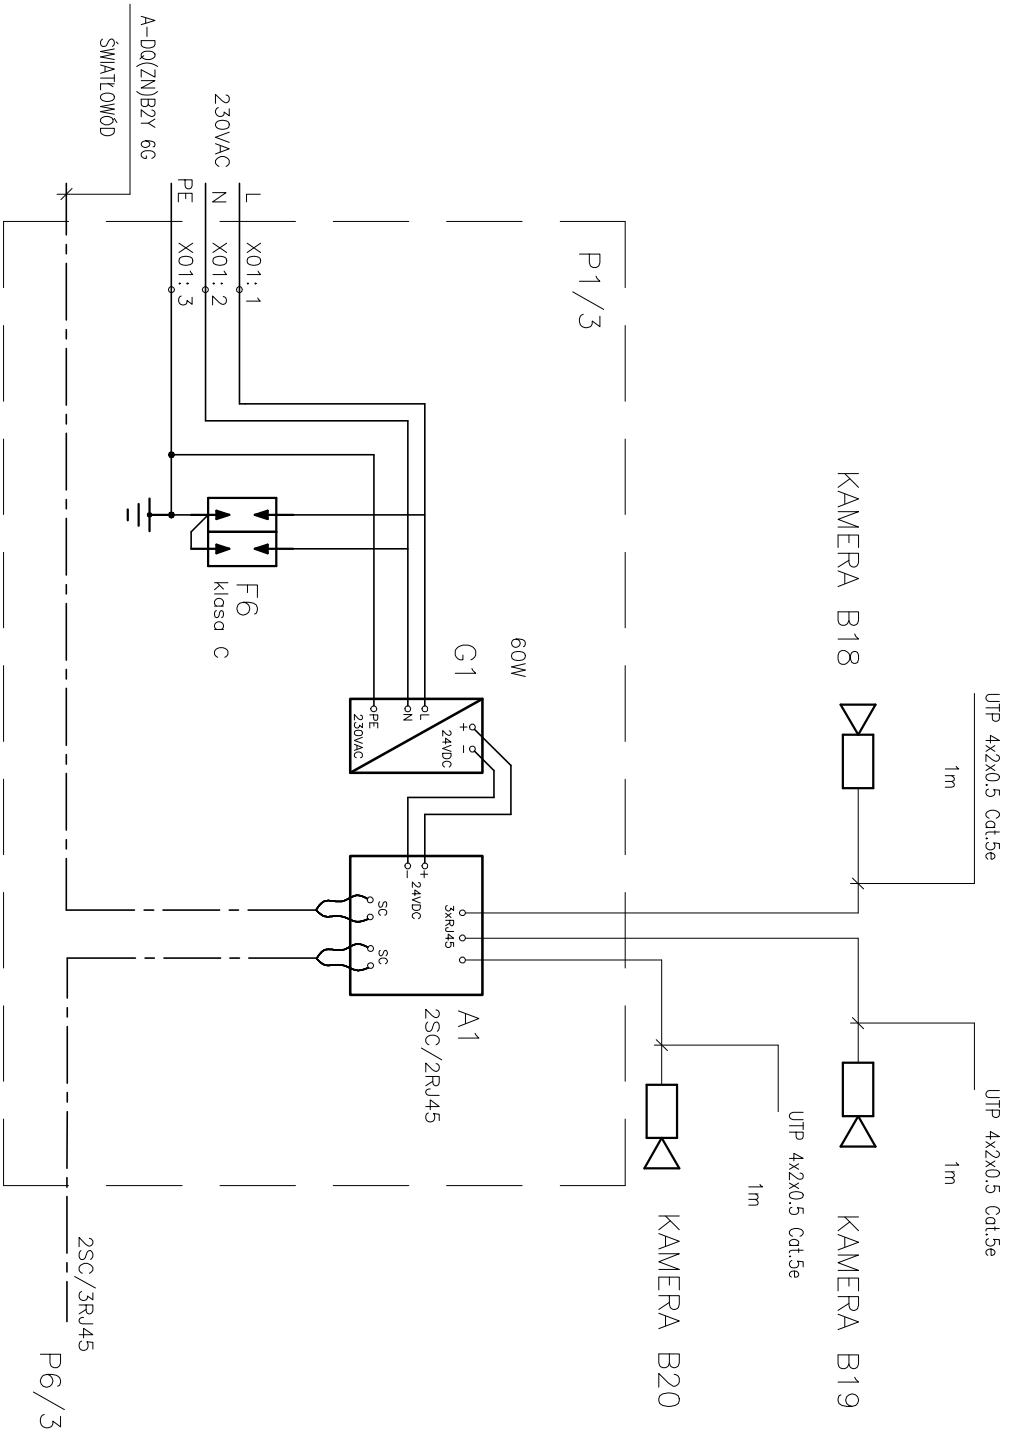 KAMERA B18
UTP 4x2x0.5 Cat.5e
1m
UTP 4x2x0.5 Cat.5e
1m
KAMERA B19
UTP 4x2x0.5 Cat.5e
1m
KAMERA B20
P1/3
60W
G1
+ -
24VDC
L
N
PE
230VAC
3xRJ45
+
-
24VDC
SC
SC
A1
2SC/2RJ45
L
X01: 1
230VAC
N
X01: 2
PE
X01: 3
F6
klasa C
A-DQ(ZN)B2Y 6G
ŚWIATŁOWÓD
2SC/3RJ45
P6/3